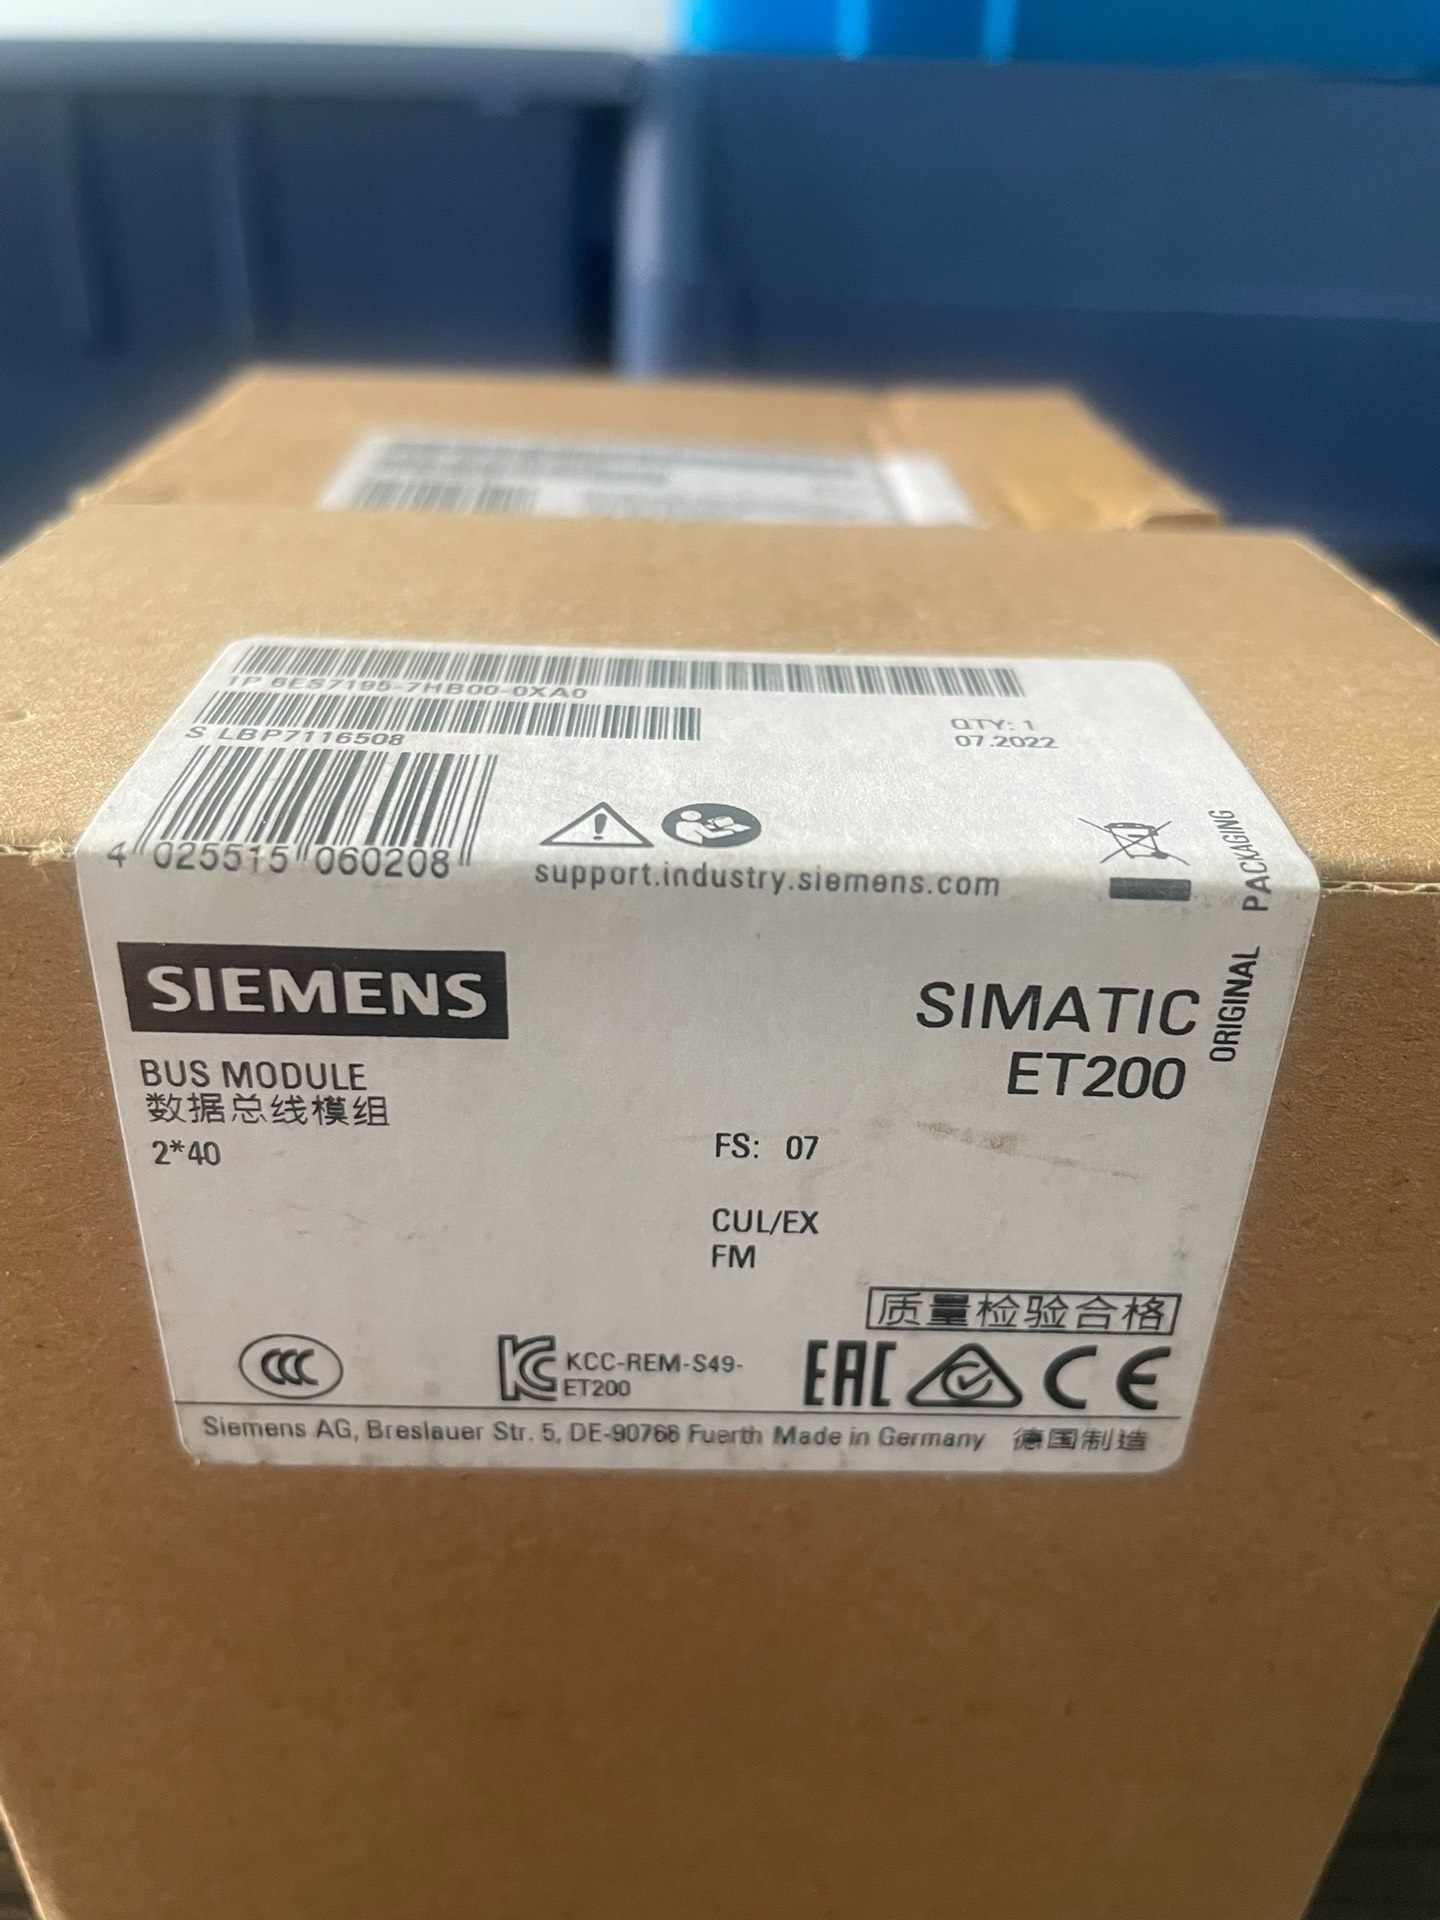 1P 6ES7195-7HB00-0XA0
S LBP7116508
QTY: 1
07.2022
4 025515 060208
support.industry.siemens.com
ORIGINAL PACKAGING
SIEMENS
SIMATIC
ET200
BUS MODULE
数据总线模组
2*40
FS: 07
CUL/EX
FM
质量检验合格
CCC
KCC-REM-S49-
ET200
EAC
CE
Siemens AG, Breslauer Str. 5, DE-90766 Fuerth Made in Germany 德国制造